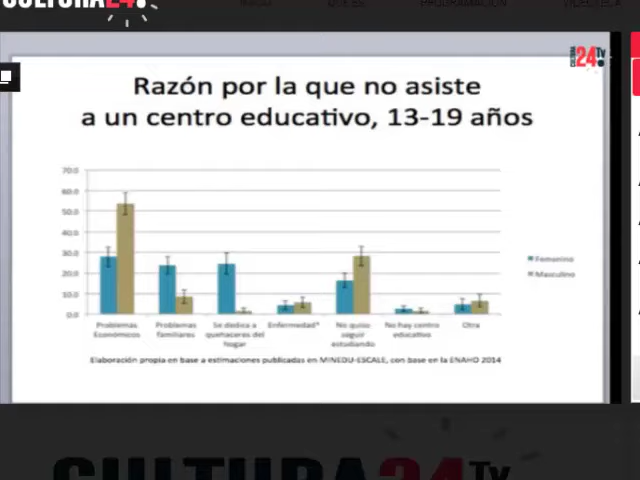 CULTURA24.
PROGRAMACION
CULTURA 24 TV
Razón por la que no asiste
a un centro educativo, 13-19 años
70.0
60.0
50.0
40.0
30.0
20.0
10.0
0.0
Femenino
Masculino
Problemas Económicos
Problemas familiares
Se dedica a quehaceres del hogar
Enfermedad*
No quiso seguir estudiando
No hay centro educativo
Otra
Elaboración propia en base a estimaciones publicadas en MINEDU-ESCALE, con base en la ENAHO 2014
CULTURA24TV